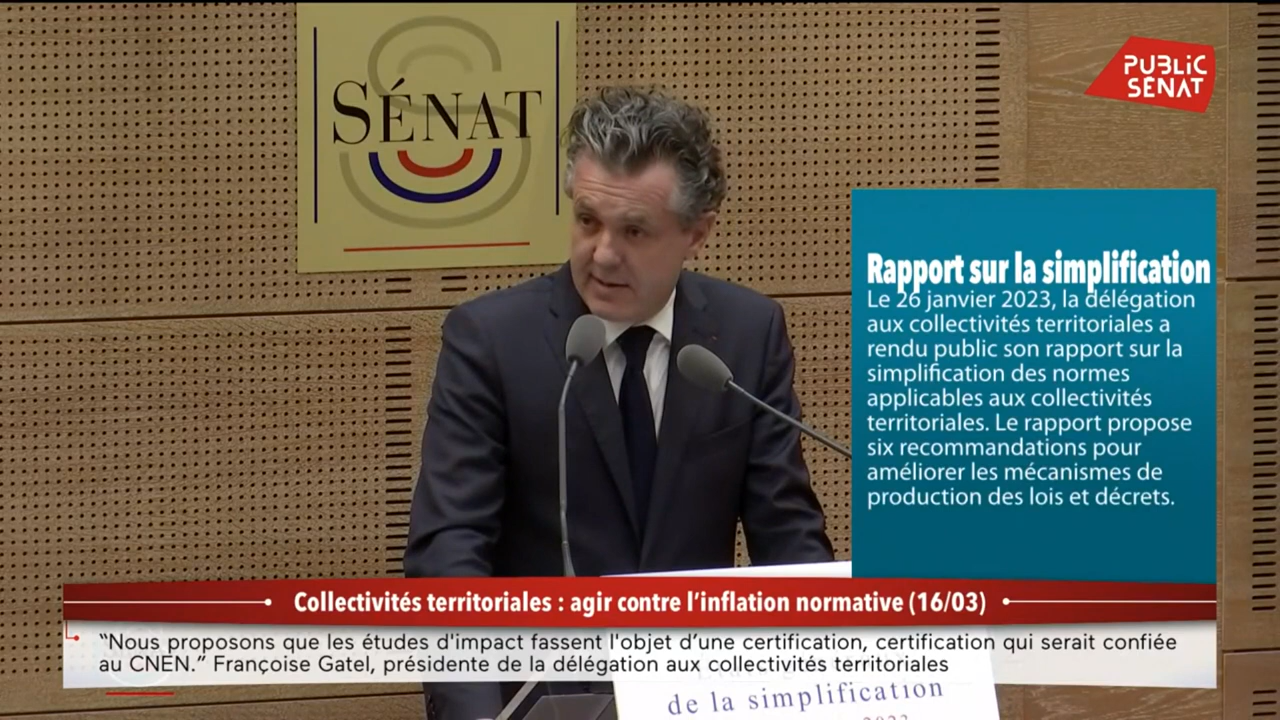 SÉNAT
PUBLIC
SÉNAT
Rapport sur la simplification
Le 26 janvier 2023, la délégation
aux collectivités territoriales a
rendu public son rapport sur la
simplification des normes
applicables aux collectivités
territoriales. Le rapport propose
six recommandations pour
améliorer les mécanismes de
production des lois et décrets.
Collectivités territoriales : agir contre l’inflation normative (16/03)
“Nous proposons que les études d'impact fassent l'objet d’une certification, certification qui serait confiée
au CNEN.” Françoise Gatel, présidente de la délégation aux collectivités territoriales
de la simplification